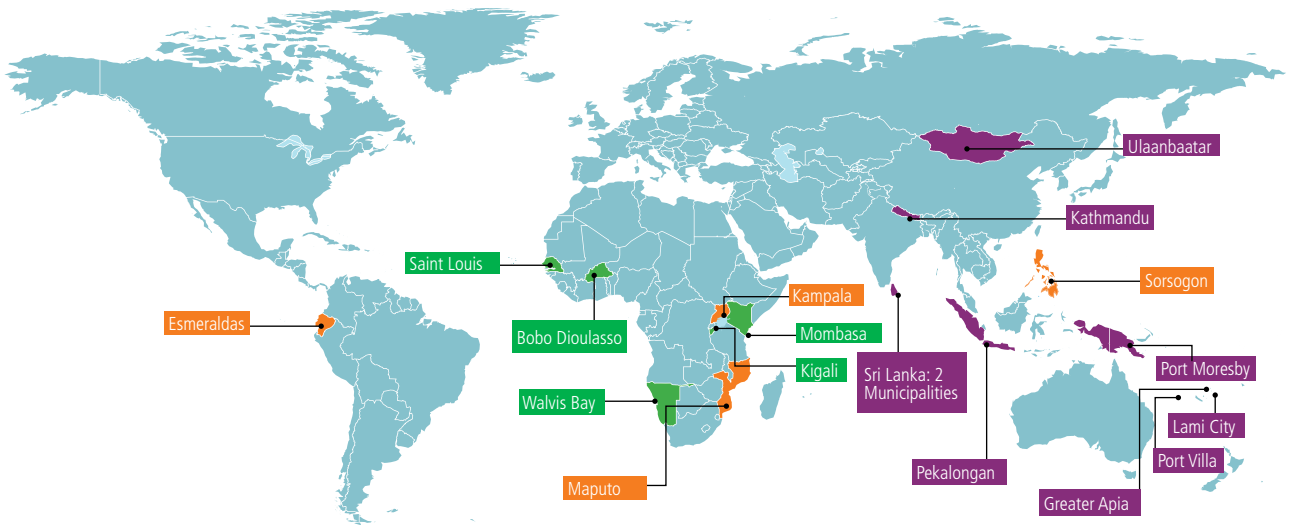 Ulaanbaatar
Kathmandu
Saint Louis
Sorsogon
Kampala
Esmeraldas
Bobo Dioulasso
Mombasa
Kigali
Sri Lanka: 2
Municipalities
Port Moresby
Walvis Bay
Lami City
Port Villa
Pekalongan
Maputo
Greater Apia